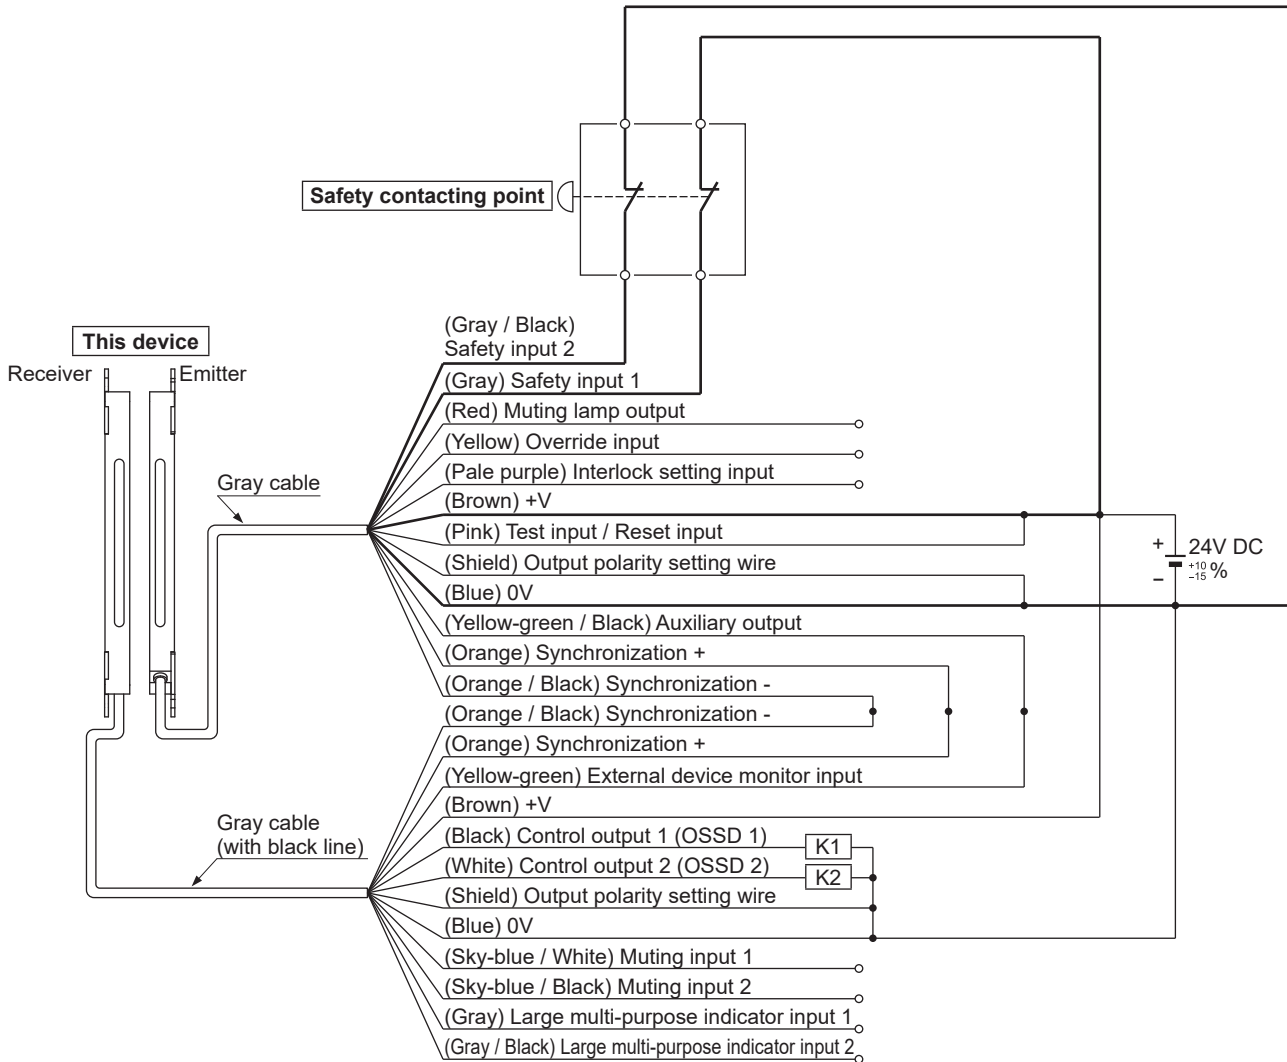 Safety contacting point
(Gray / Black)
Safety input 2
This device
Receiver
Emitter
(Gray) Safety input 1
(Red) Muting lamp output
(Yellow) Override input
(Pale purple) Interlock setting input
Gray cable
(Brown) +V
(Pink) Test input / Reset input
+ 24V DC
− +10 −15 %
(Shield) Output polarity setting wire
(Blue) 0V
(Yellow-green / Black) Auxiliary output
(Orange) Synchronization +
(Orange / Black) Synchronization -
(Orange / Black) Synchronization -
(Orange) Synchronization +
(Yellow-green) External device monitor input
(Brown) +V
Gray cable
(with black line)
(Black) Control output 1 (OSSD 1)
K1
(White) Control output 2 (OSSD 2)
K2
(Shield) Output polarity setting wire
(Blue) 0V
(Sky-blue / White) Muting input 1
(Sky-blue / Black) Muting input 2
(Gray) Large multi-purpose indicator input 1
(Gray / Black) Large multi-purpose indicator input 2